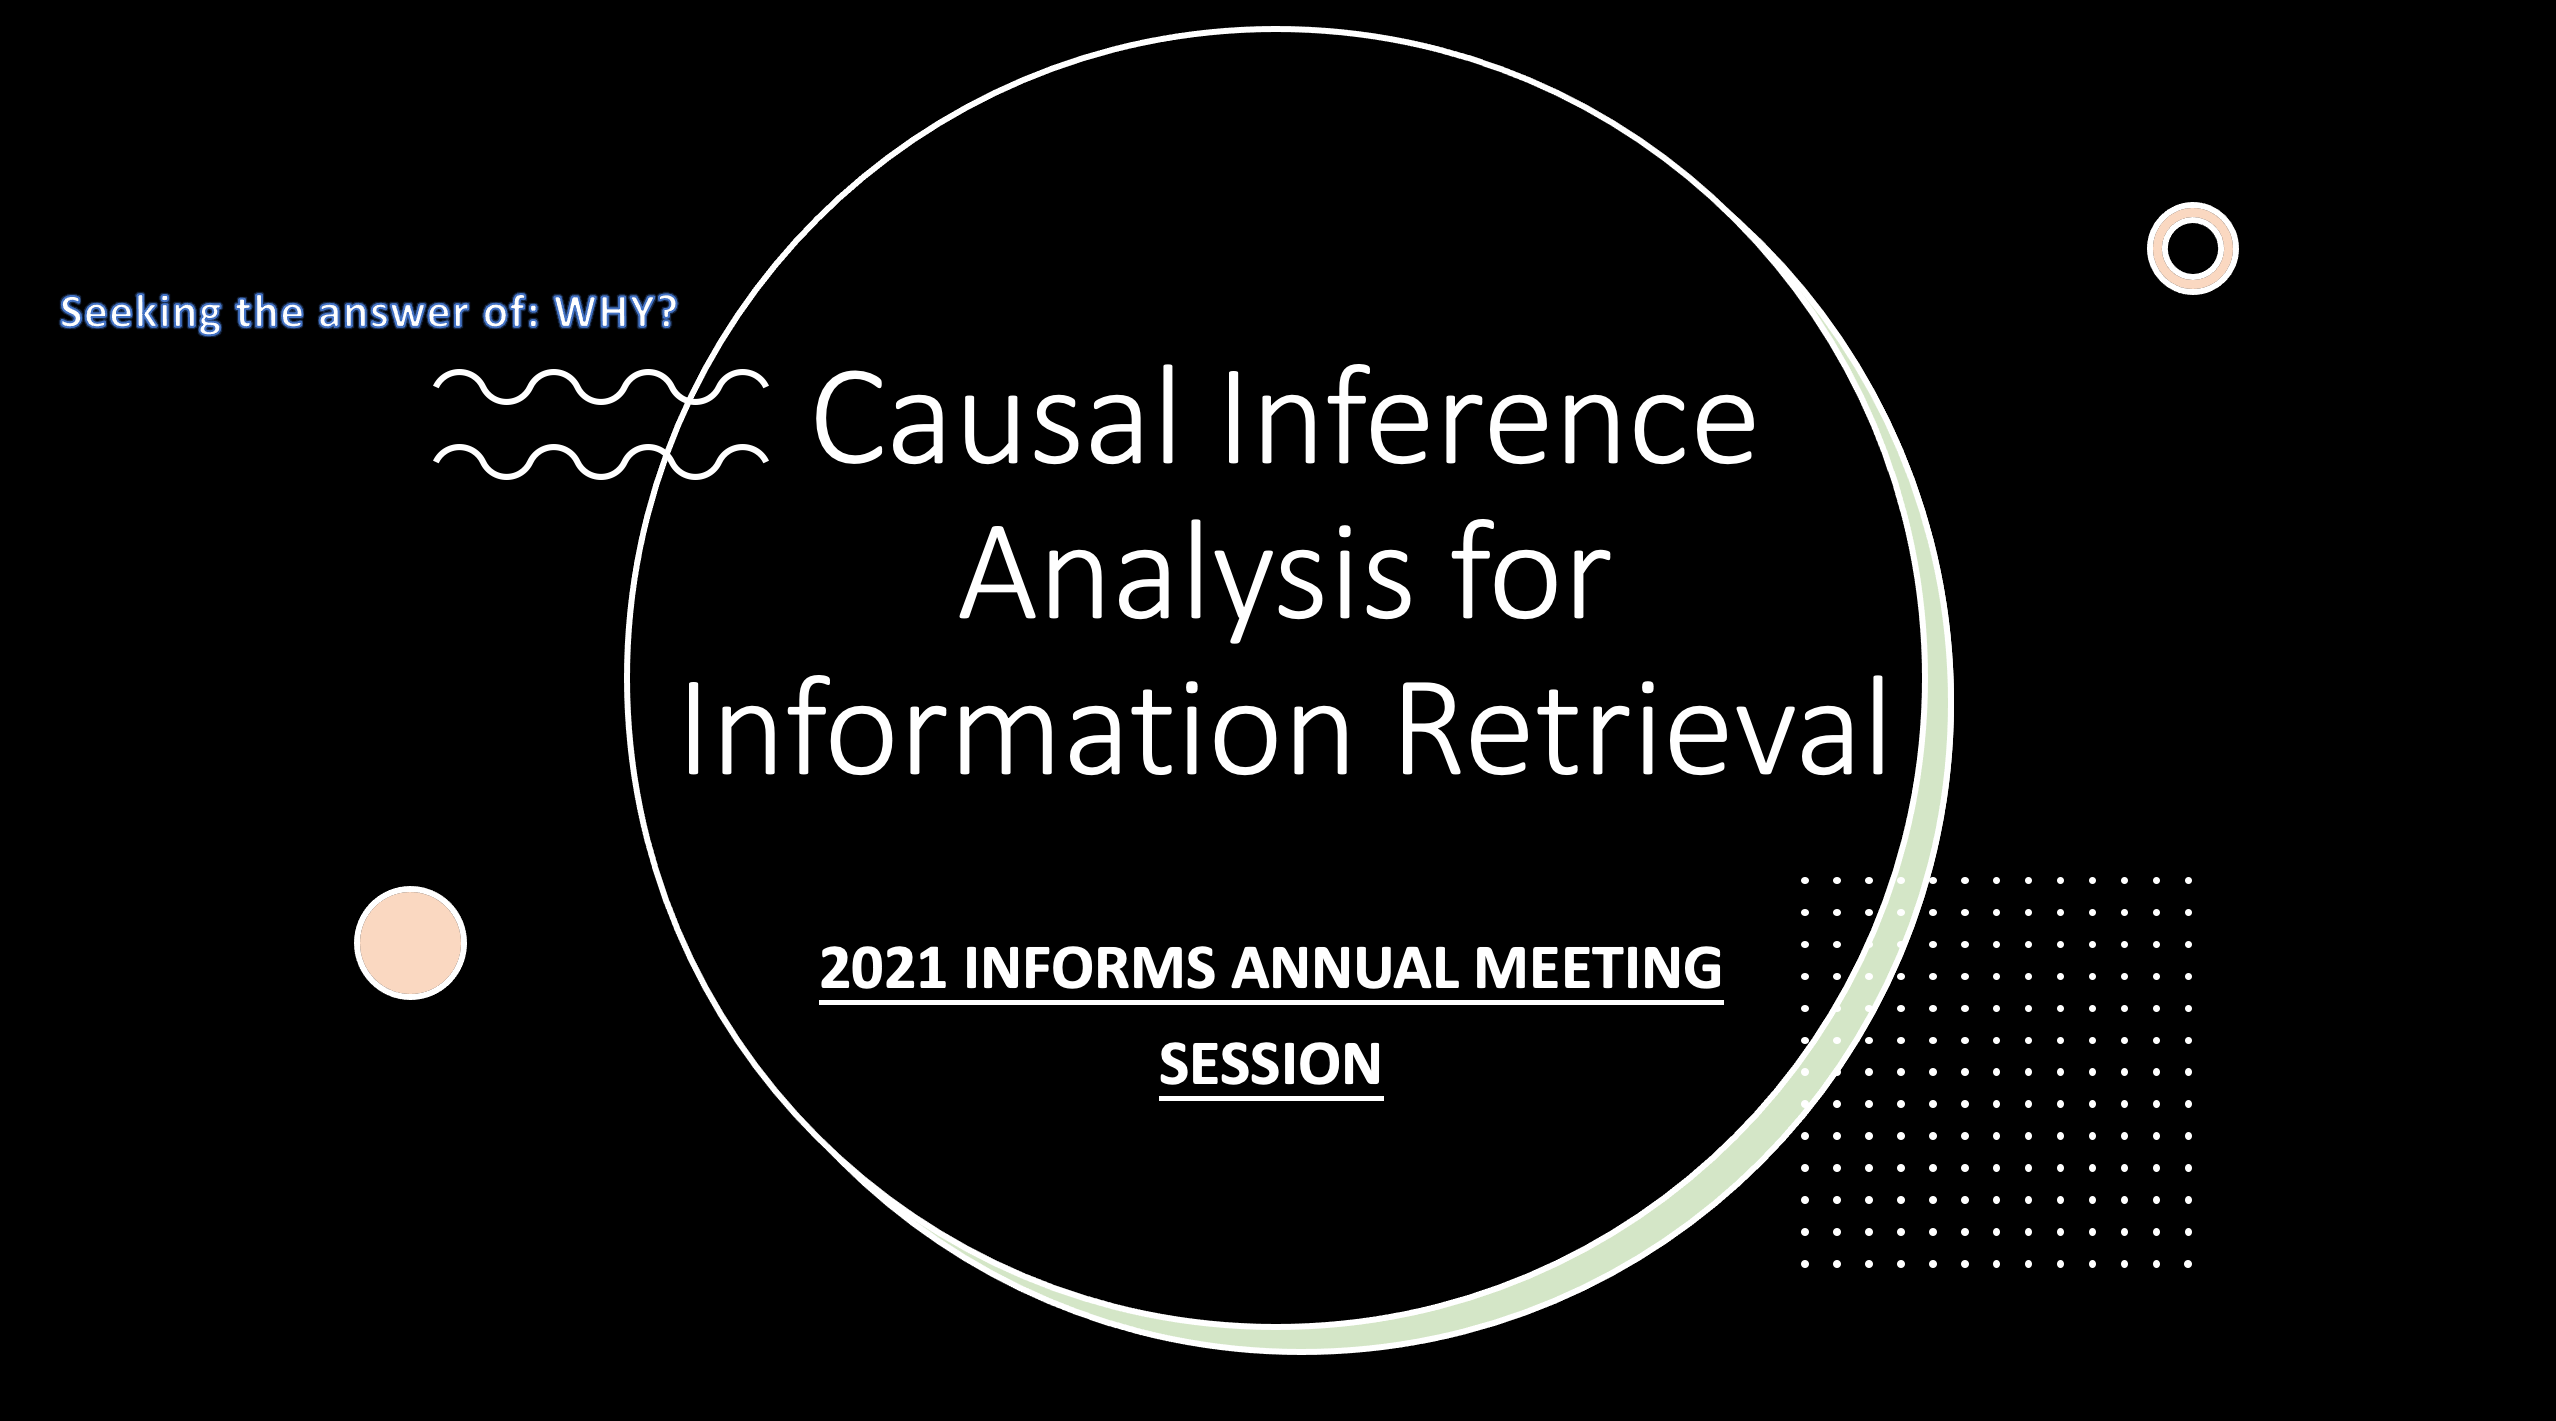 Seeking the answer of: WHY?
Causal Inference
Analysis for
Information Retrieval
2021 INFORMS ANNUAL MEETING
SESSION